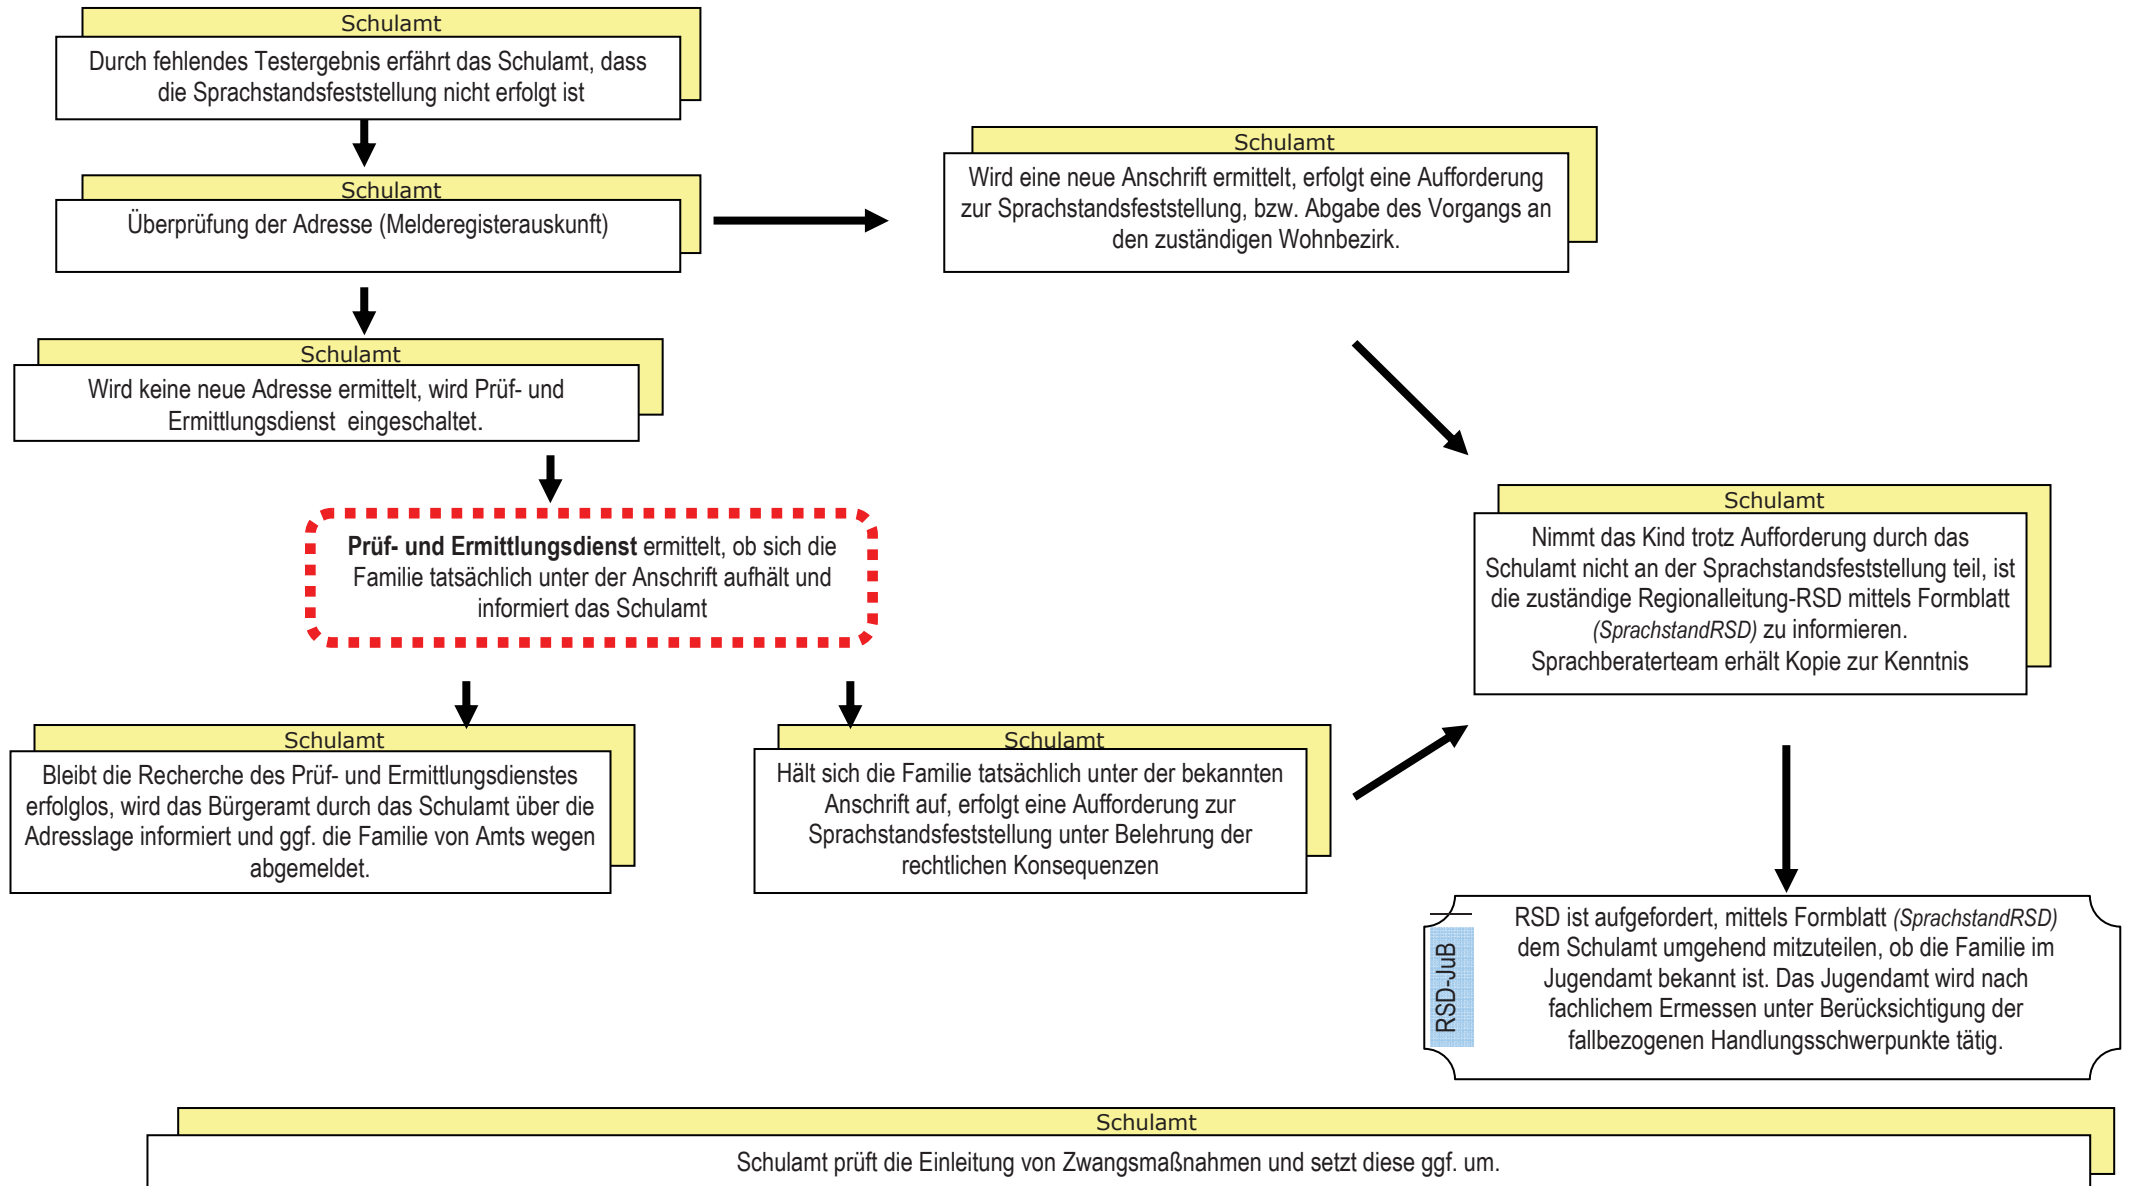 Schulamt
Durch fehlendes Testergebnis erfährt das Schulamt, dass
die Sprachstandsfeststellung nicht erfolgt ist
Schulamt
Überprüfung der Adresse (Melderegisterauskunft)
Schulamt
Wird eine neue Anschrift ermittelt, erfolgt eine Aufforderung
zur Sprachstandsfeststellung, bzw. Abgabe des Vorgangs an
den zuständigen Wohnbezirk.
Schulamt
Wird keine neue Adresse ermittelt, wird Prüf- und
Ermittlungsdienst eingeschaltet.
Prüf- und Ermittlungsdienst ermittelt, ob sich die
Familie tatsächlich unter der Anschrift aufhält und
informiert das Schulamt
Schulamt
Nimmt das Kind trotz Aufforderung durch das
Schulamt nicht an der Sprachstandsfeststellung teil, ist
die zuständige Regionalleitung-RSD mittels Formblatt
(SprachstandRSD) zu informieren.
Sprachberaterteam erhält Kopie zur Kenntnis
Schulamt
Bleibt die Recherche des Prüf- und Ermittlungsdienstes
erfolglos, wird das Bürgeramt durch das Schulamt über die
Adresslage informiert und ggf. die Familie von Amts wegen
abgemeldet.
Schulamt
Hält sich die Familie tatsächlich unter der bekannten
Anschrift auf, erfolgt eine Aufforderung zur
Sprachstandsfeststellung unter Belehrung der
rechtlichen Konsequenzen
RSD-JuB
RSD ist aufgefordert, mittels Formblatt (SprachstandRSD)
dem Schulamt umgehend mitzuteilen, ob die Familie im
Jugendamt bekannt ist. Das Jugendamt wird nach
fachlichem Ermessen unter Berücksichtigung der
fallbezogenen Handlungsschwerpunkte tätig.
Schulamt
Schulamt prüft die Einleitung von Zwangsmaßnahmen und setzt diese ggf. um.